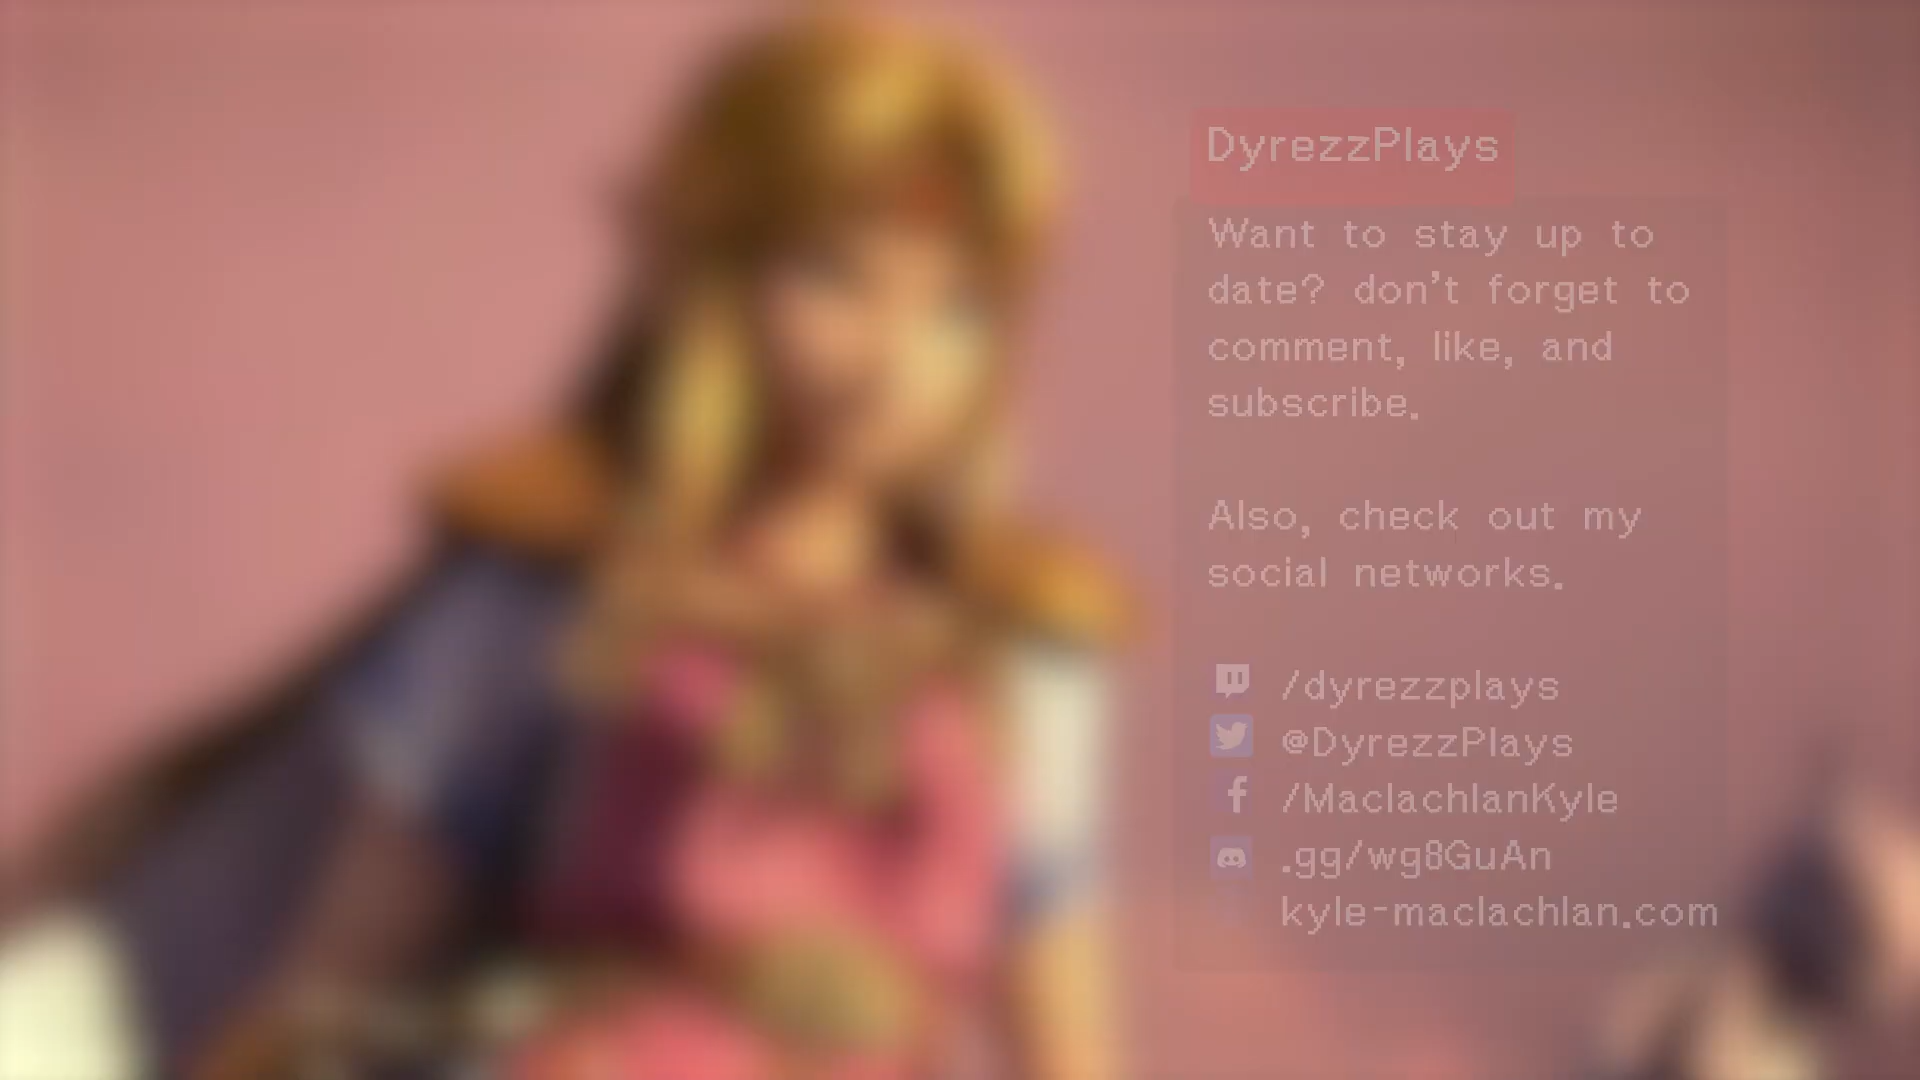 DyrezzPlays
Want to stay up to
date? don't forget to
comment, like, and
subscribe.
Also, check out my
social networks.
/dyrezzplays
@DyrezzPlays
/MaclachlanKyle
.gg/wg8GuAn
kyle-maclachlan.com